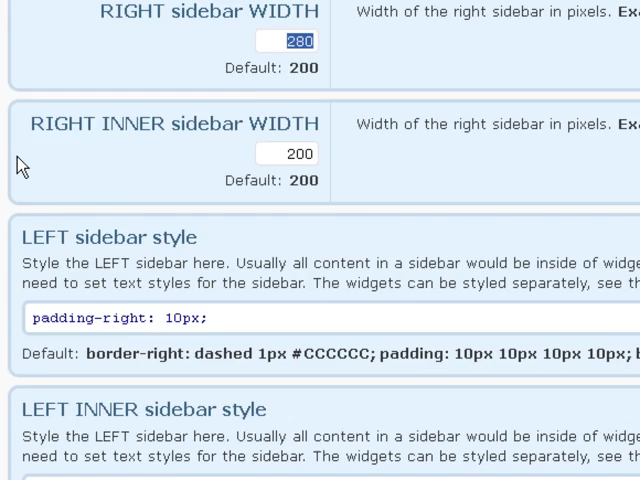 RIGHT sidebar WIDTH
Width of the right sidebar in pixels.
280
Default: 200
RIGHT INNER sidebar WIDTH
Width of the right sidebar in pixels.
200
Default: 200
LEFT sidebar style
Style the LEFT sidebar here. Usually all content in a sidebar would be inside of
need to set text styles for the sidebar. The widgets can be styled separately, see
padding-right: 10px;
Default: border-right: dashed 1px #CCCCCC; padding: 10px 10px 10px 10px;
LEFT INNER sidebar style
Style the LEFT sidebar here. Usually all content in a sidebar would be inside of
need to set text styles for the sidebar. The widgets can be styled separately, see